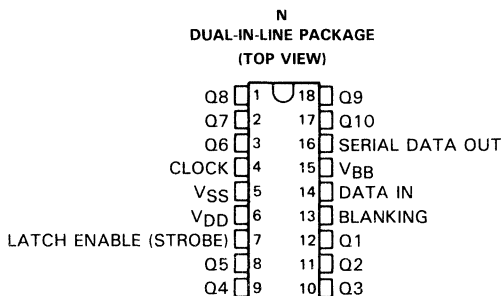 N
DUAL-IN-LINE PACKAGE
(TOP VIEW)
Q8 1 18 Q9
Q7 2 17 Q10
Q6 3 16 SERIAL DATA OUT
CLOCK 4 15 VBB
VSS 5 14 DATA IN
VDD 6 13 BLANKING
LATCH ENABLE (STROBE) 7 12 Q1
Q5 8 11 Q2
Q4 9 10 Q3